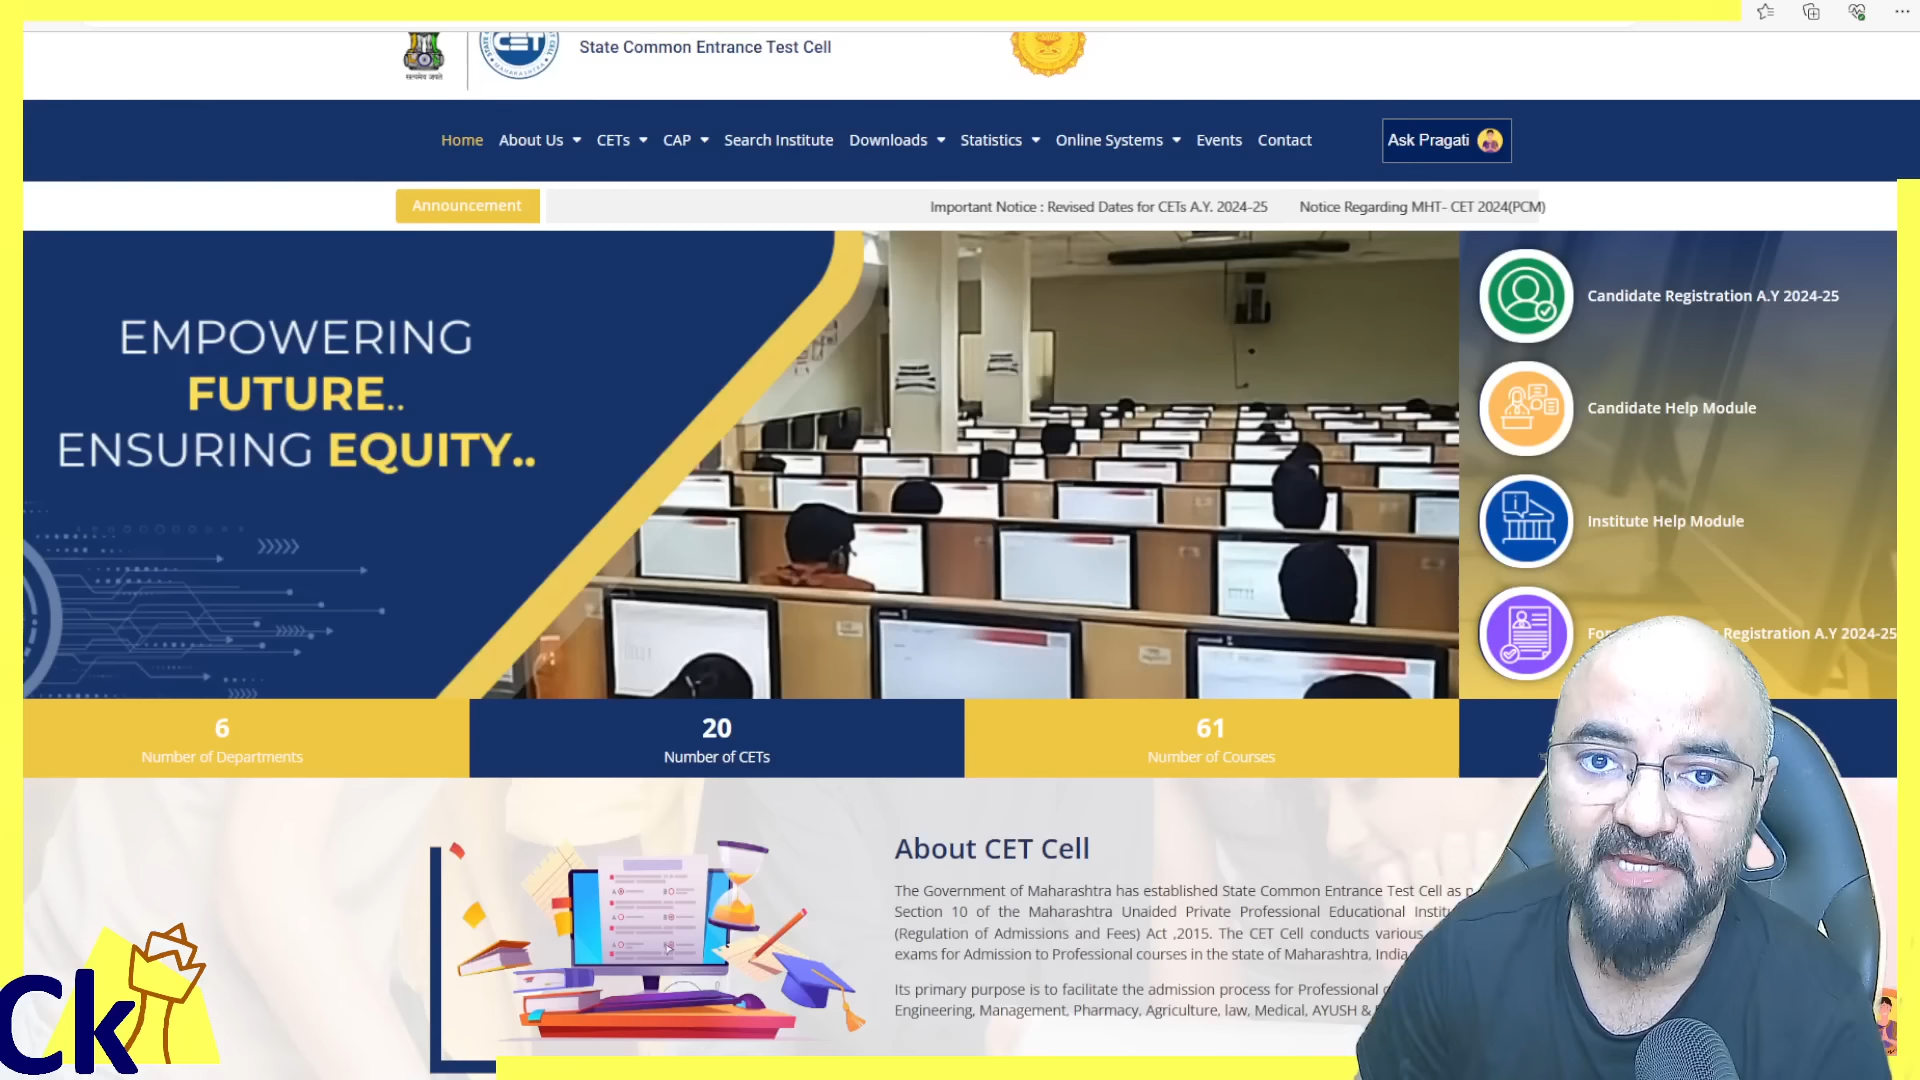 सत्यमेव जयते
CET
State Common Entrance Test Cell
Home
About Us
CETs
CAP
Search Institute
Downloads
Statistics
Online Systems
Events
Contact
Ask Pragati
Announcement
Important Notice : Revised Dates for CETs A.Y. 2024-25
Notice Regarding MHT- CET 2024(PCM)
EMPOWERING
FUTURE..
ENSURING EQUITY..
Candidate Registration A.Y 2024-25
Candidate Help Module
Institute Help Module
Registration A.Y 2024-25
6
Number of Departments
20
Number of CETs
61
Number of Courses
About CET Cell
The Government of Maharashtra has established State Common Entrance Test Cell as
Section 10 of the Maharashtra Unaided Private Professional Educational
(Regulation of Admissions and Fees) Act ,2015. The CET Cell conducts various
exams for Admission to Professional courses in the state of Maharashtra, India
Its primary purpose is to facilitate the admission process for Professional
Engineering, Management, Pharmacy, Agriculture, law, Medical, AYUSH &
Ck